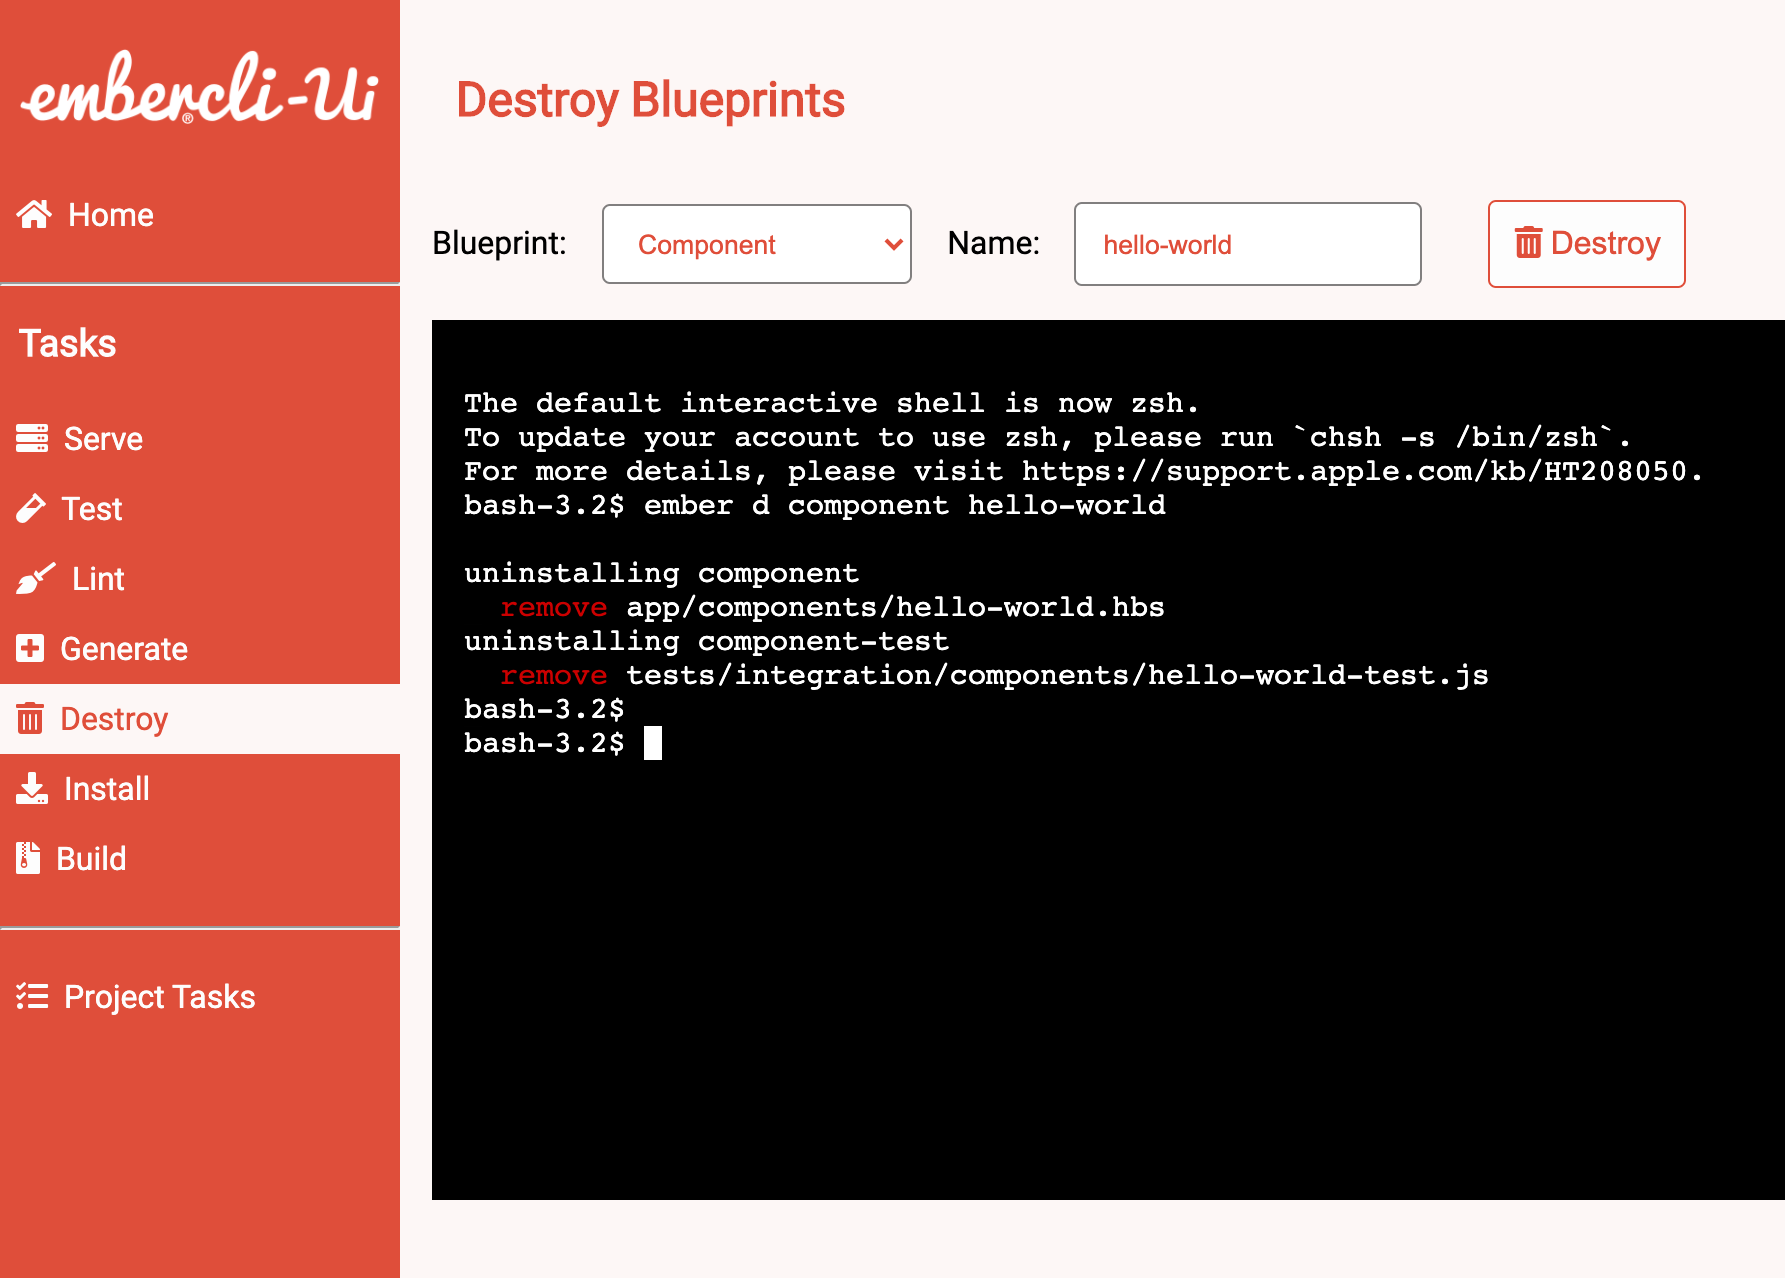 embercli-Ui
®
Home
Tasks
Serve
Test
Lint
Generate
Destroy
Install
Build
Project Tasks
Destroy Blueprints
Blueprint: Component Name: hello-world Destroy
The default interactive shell is now zsh.
To update your account to use zsh, please run `chsh -s /bin/zsh`.
For more details, please visit https://support.apple.com/kb/HT208050.
bash-3.2$ ember d component hello-world
uninstalling component
remove app/components/hello-world.hbs
uninstalling component-test
remove tests/integration/components/hello-world-test.js
bash-3.2$
bash-3.2$